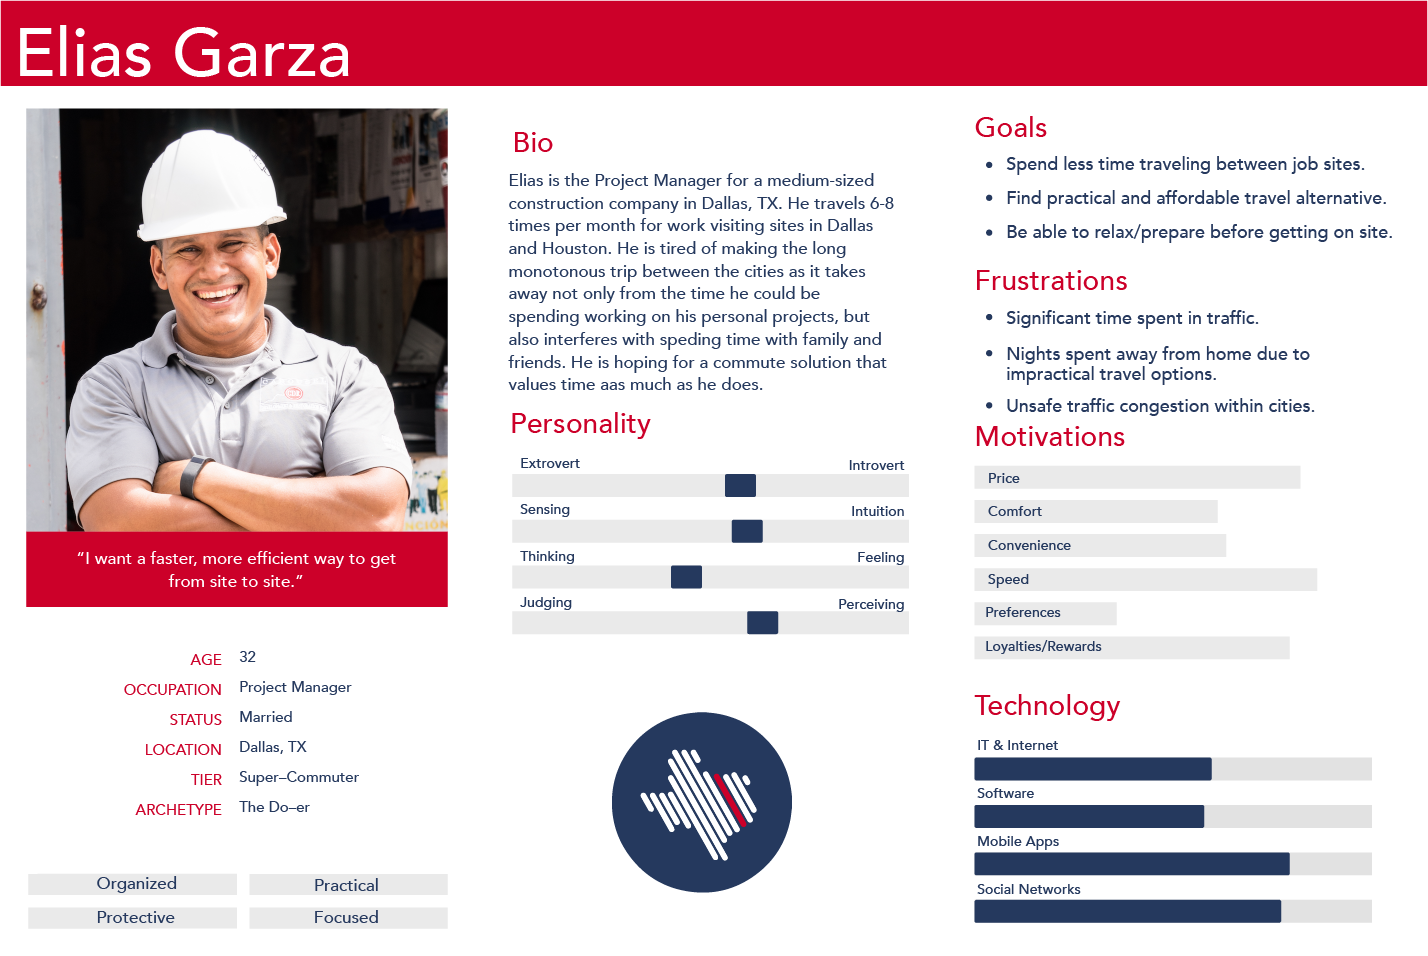 Elias Garza
"I want a faster, more efficient way to get
from site to site."
AGE 32
OCCUPATION Project Manager
STATUS Married
LOCATION Dallas, TX
TIER Super–Commuter
ARCHETYPE The Do–er
Organized Practical
Protective Focused
Bio
Elias is the Project Manager for a medium-sized
construction company in Dallas, TX. He travels 6-8
times per month for work visiting sites in Dallas
and Houston. He is tired of making the long
monotonous trip between the cities as it takes
away not only from the time he could be
spending working on his personal projects, but
also interferes with speding time with family and
friends. He is hoping for a commute solution that
values time aas much as he does.
Personality
Extrovert Introvert
Sensing Intuition
Thinking Feeling
Judging Perceiving
Goals
• Spend less time traveling between job sites.
• Find practical and affordable travel alternative.
• Be able to relax/prepare before getting on site.
Frustrations
• Significant time spent in traffic.
• Nights spent away from home due to
impractical travel options.
• Unsafe traffic congestion within cities.
Motivations
Price
Comfort
Convenience
Speed
Preferences
Loyalties/Rewards
Technology
IT & Internet
Software
Mobile Apps
Social Networks